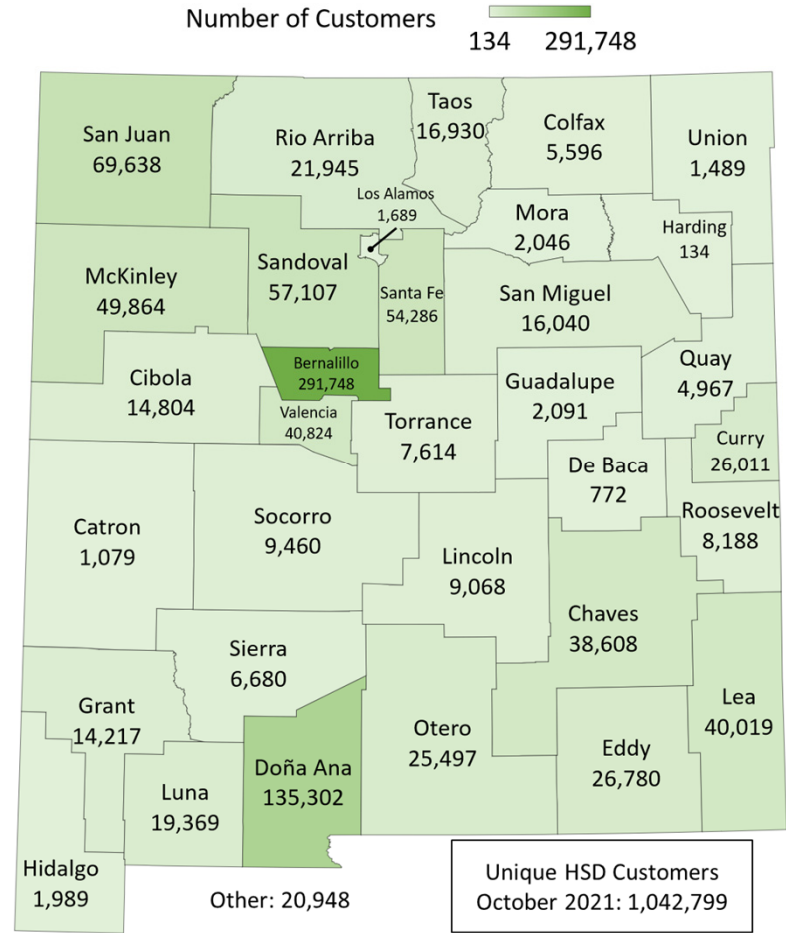 Number of Customers
134 291,748
San Juan
69,638
Rio Arriba
21,945
Taos
16,930
Colfax
5,596
Union
1,489
Los Alamos
1,689
Mora
2,046
Harding
134
McKinley
49,864
Sandoval
57,107
Santa Fe
54,286
San Miguel
16,040
Bernalillo
291,748
Cibola
14,804
Valencia
40,824
Torrance
7,614
Guadalupe
2,091
Quay
4,967
Curry
26,011
De Baca
772
Roosevelt
8,188
Catron
1,079
Socorro
9,460
Lincoln
9,068
Chaves
38,608
Sierra
6,680
Grant
14,217
Lea
40,019
Otero
25,497
Eddy
26,780
Doña Ana
135,302
Luna
19,369
Hidalgo
1,989
Other: 20,948
Unique HSD Customers
October 2021: 1,042,799